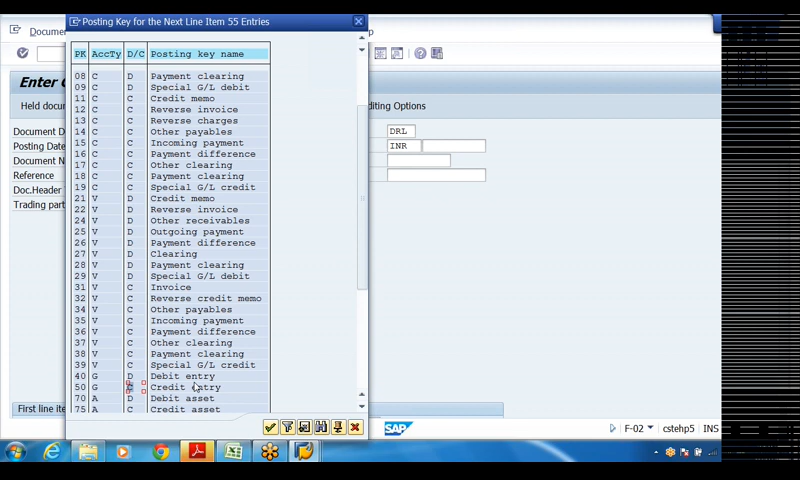 Posting Key for the Next Line Item 55 Entries
Document
PK AccTy D/C Posting key name
08 C D Payment clearing
09 C D Special G/L debit
11 C C Credit memo
12 C C Reverse invoice
13 C C Reverse charges
14 C C Other payables
15 C C Incoming payment
16 C C Payment difference
17 C C Other clearing
18 C C Payment clearing
19 C C Special G/L credit
21 V D Credit memo
22 V D Reverse invoice
24 V D Other receivables
25 V D Outgoing payment
26 V D Payment difference
27 V D Clearing
28 V D Payment clearing
29 V D Special G/L debit
31 V C Invoice
32 V C Reverse credit memo
34 V C Other payables
35 V C Incoming payment
36 V C Payment difference
37 V C Other clearing
38 V C Payment clearing
39 V C Special G/L credit
40 G D Debit entry
50 G C Credit entry
70 A D Debit asset
75 A C Credit asset
Enter
Held docum
diting Options
Document D
DRL
Posting Date
INR
Document N
Reference
Doc.Header
Trading part
First line item
SAP
F-02 cstehp5 INS